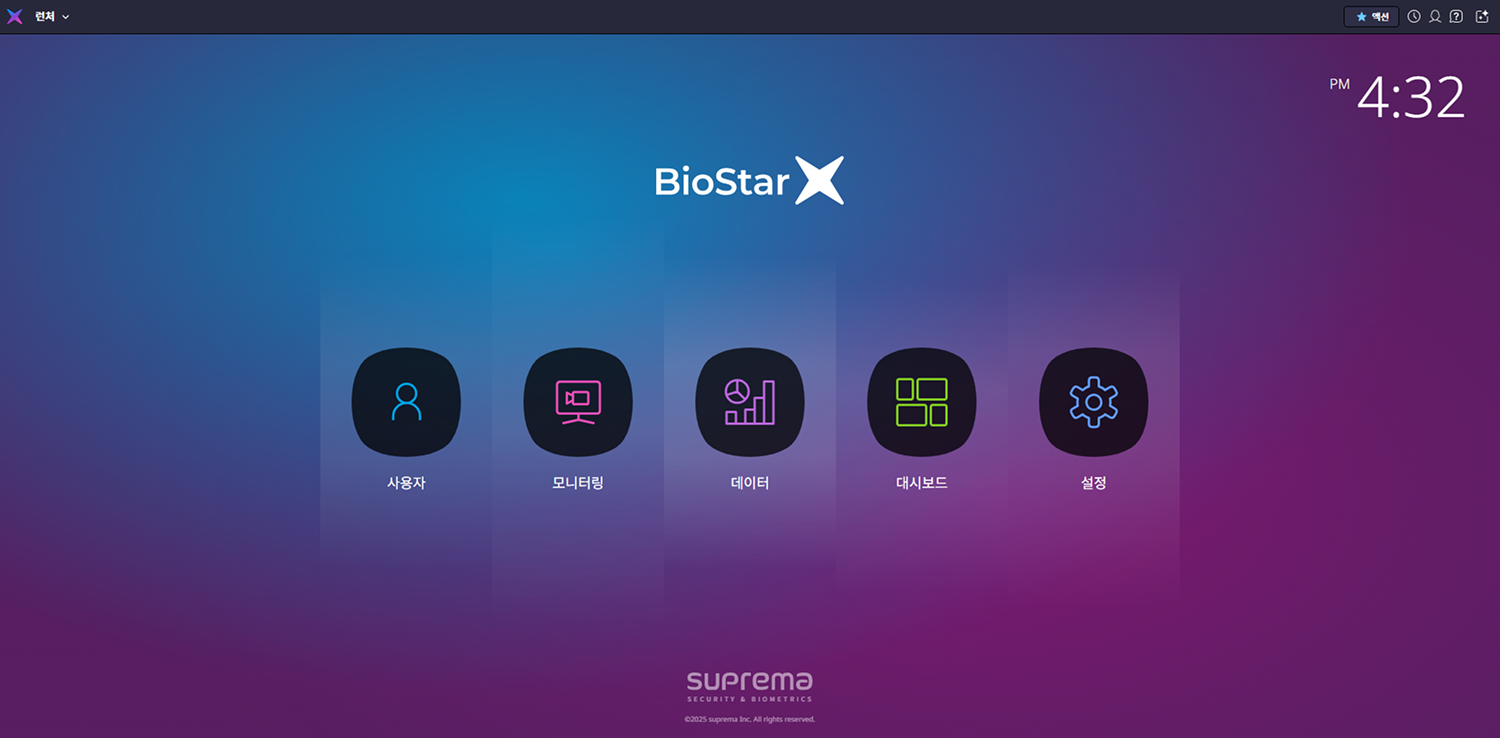 런처
액션
PM 4:32
BioStar X
사용자
모니터링
데이터
대시보드
설정
suprema
SECURITY & BIOMETRICS
©2025 suprema Inc. All rights reserved.